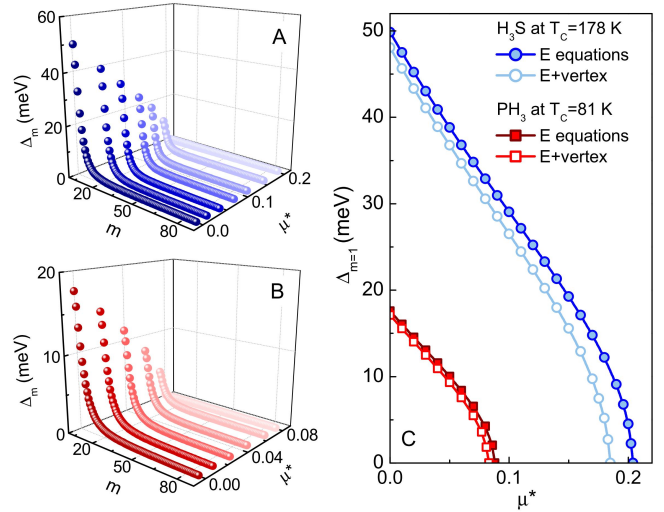 60
40
20
0
Δm (meV)
A
20
50
80
m
0.0
0.1
0.2
μ*
20
10
0
Δm (meV)
B
20
50
80
m
0.00
0.04
0.08
μ*
50
40
30
20
10
0
Δm=1 (meV)
H3S at TC=178 K
E equations
E+vertex
PH3 at TC=81 K
E equations
E+vertex
C
0.0
0.1
0.2
μ*